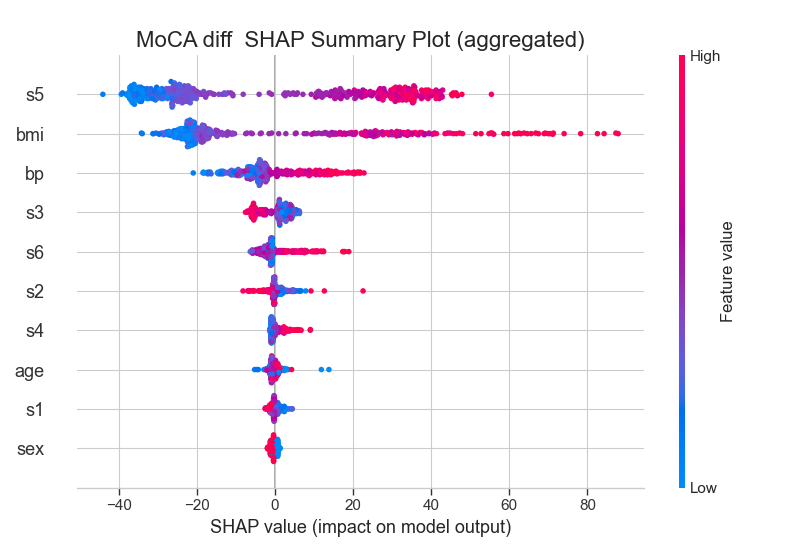 MoCA diff  SHAP Summary Plot (aggregated)
High
s5
bmi
bp
s3
s6
s2
s4
age
s1
sex
Feature value
Low
−40 −20 0 20 40 60 80
SHAP value (impact on model output)